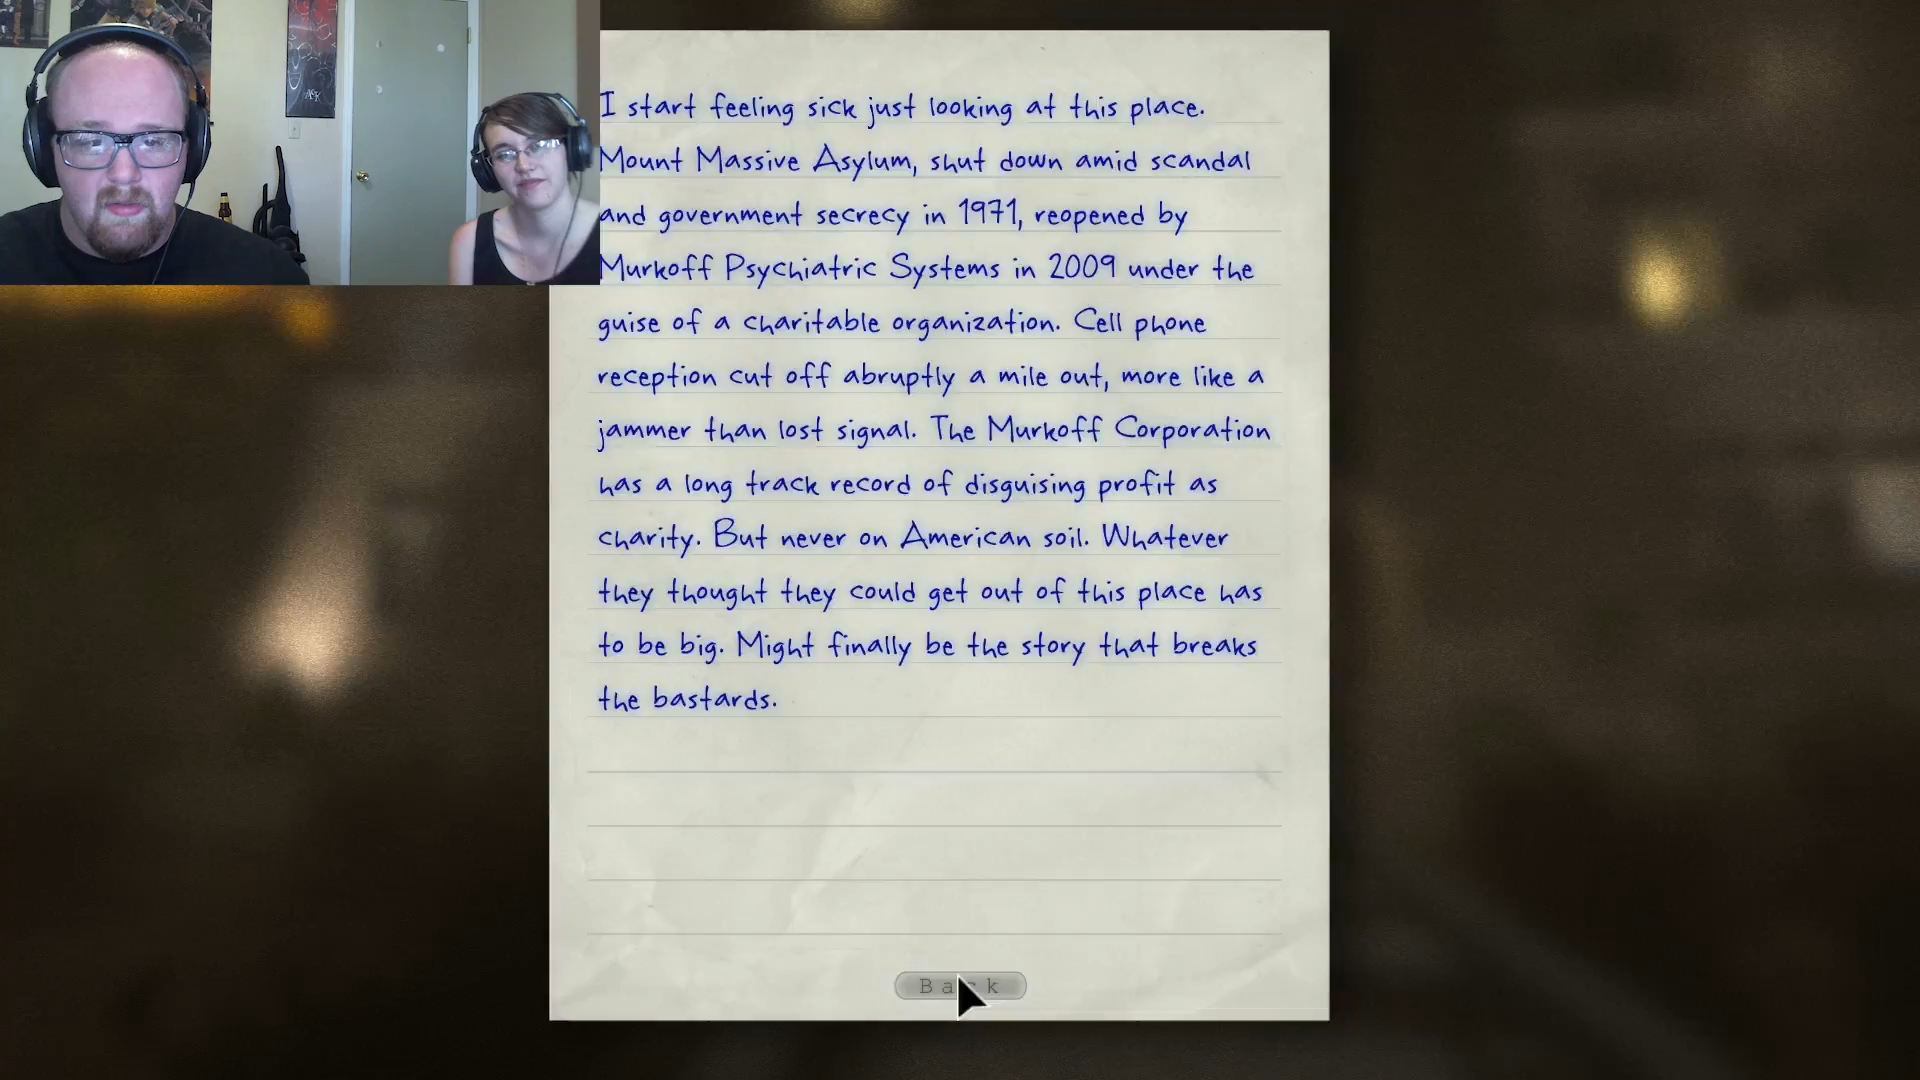 I start feeling sick just looking at this place.
Mount Massive Asylum, shut down amid scandal
and government secrecy in 1971, reopened by
Murkoff Psychiatric Systems in 2009 under the
guise of a charitable organization. Cell phone
reception cut off abruptly a mile out, more like a
jammer than lost signal. The Murkoff Corporation
has a long track record of disguising profit as
charity. But never on American soil. Whatever
they thought they could get out of this place has
to be big. Might finally be the story that breaks
the bastards.
Back